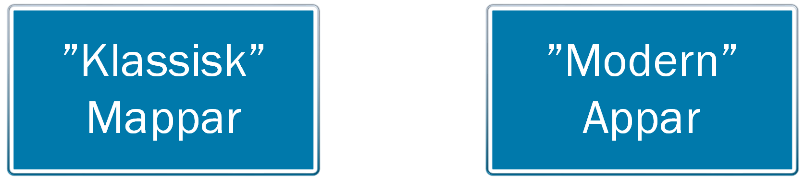 ”Klassisk”
Mappar
”Modern”
Appar